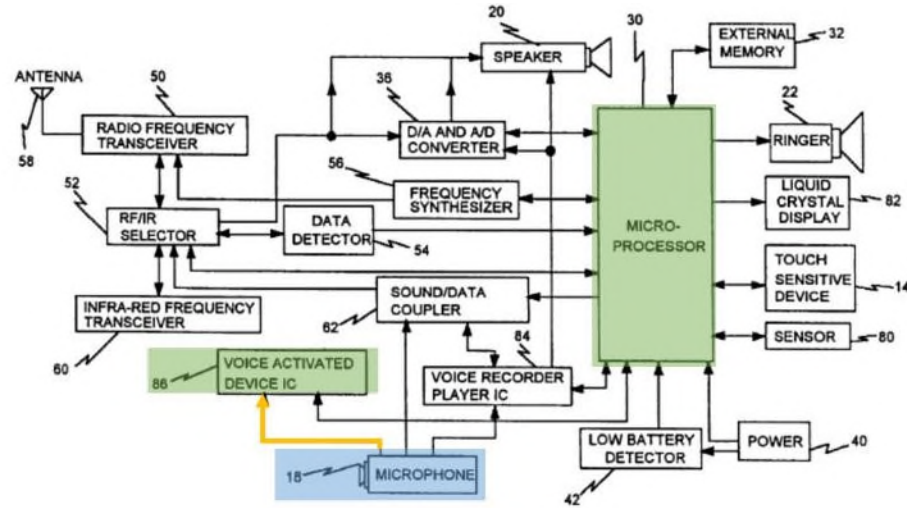 20
30
EXTERNAL
MEMORY
32
SPEAKER
ANTENNA
50
36
22
RADIO FREQUENCY
TRANSCEIVER
D/A AND A/D
CONVERTER
RINGER
58
56
52
FREQUENCY
SYNTHESIZER
LIQUID
CRYSTAL
DISPLAY
82
RF/IR
SELECTOR
DATA
DETECTOR
54
MICRO-
PROCESSOR
TOUCH
SENSITIVE
DEVICE
14
INFRA-RED FREQUENCY
TRANSCEIVER
SOUND/DATA
COUPLER
62
SENSOR
80
60
84
86
VOICE ACTIVATED
DEVICE IC
VOICE RECORDER
PLAYER IC
LOW BATTERY
DETECTOR
POWER
40
18
MICROPHONE
42